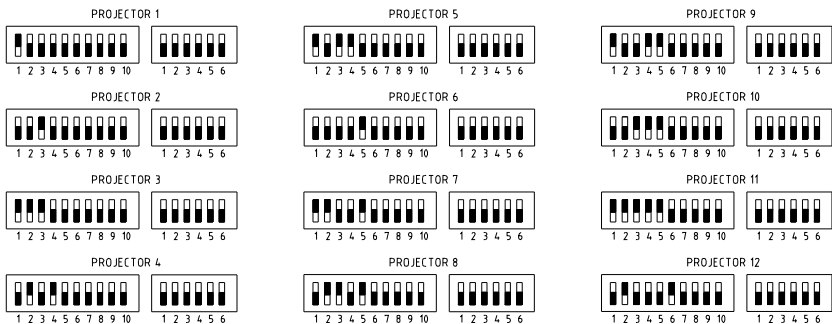 PROJECTOR 1 PROJECTOR 5 PROJECTOR 9
1 2 3 4 5 6 7 8 9 10 1 2 3 4 5 6 1 2 3 4 5 6 7 8 9 10 1 2 3 4 5 6 1 2 3 4 5 6 7 8 9 10 1 2 3 4 5 6
PROJECTOR 2 PROJECTOR 6 PROJECTOR 10
1 2 3 4 5 6 7 8 9 10 1 2 3 4 5 6 1 2 3 4 5 6 7 8 9 10 1 2 3 4 5 6 1 2 3 4 5 6 7 8 9 10 1 2 3 4 5 6
PROJECTOR 3 PROJECTOR 7 PROJECTOR 11
1 2 3 4 5 6 7 8 9 10 1 2 3 4 5 6 1 2 3 4 5 6 7 8 9 10 1 2 3 4 5 6 1 2 3 4 5 6 7 8 9 10 1 2 3 4 5 6
PROJECTOR 4 PROJECTOR 8 PROJECTOR 12
1 2 3 4 5 6 7 8 9 10 1 2 3 4 5 6 1 2 3 4 5 6 7 8 9 10 1 2 3 4 5 6 1 2 3 4 5 6 7 8 9 10 1 2 3 4 5 6